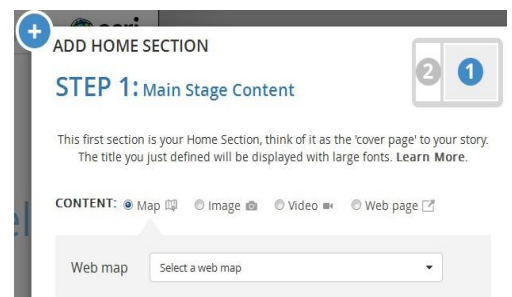 esri
ADD HOME SECTION
STEP 1: Main Stage Content
2 1
This first section is your Home Section, think of it as the 'cover page' to your story.
The title you just defined will be displayed with large fonts. Learn More.
CONTENT: Map Image Video Web page
Web map Select a web map